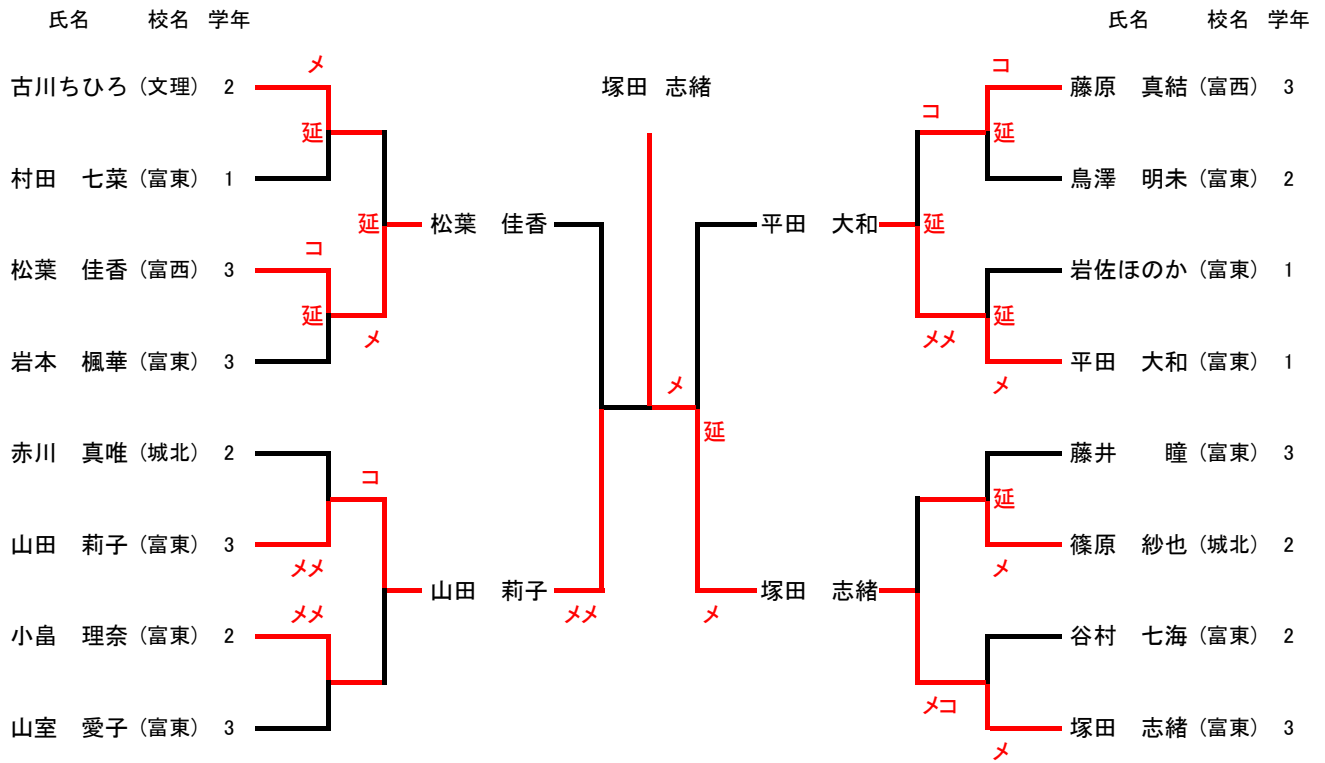 氏名 校名 学年 氏名 校名 学年
メ コ
古川ちひろ（文理） 2 塚田 志緒 藤原 真結（富西） 3
コ
延 延
村田 七菜（富東） 1 鳥澤 明未（富東） 2
延 松葉 佳香 平田 大和 延
コ
松葉 佳香（富西） 3 岩佐ほのか（富東） 1
延 延
メ メメ
岩本 楓華（富東） 3 平田 大和（富東） 1
メ メ
延
赤川 真唯（城北） 2 藤井 瞳（富東） 3
コ
延
山田 莉子（富東） 3 篠原 紗也（城北） 2
メメ メ
山田 莉子 塚田 志緒
メメ メメ メ
小畠 理奈（富東） 2 谷村 七海（富東） 2
メコ
山室 愛子（富東） 3 塚田 志緒（富東） 3
メ